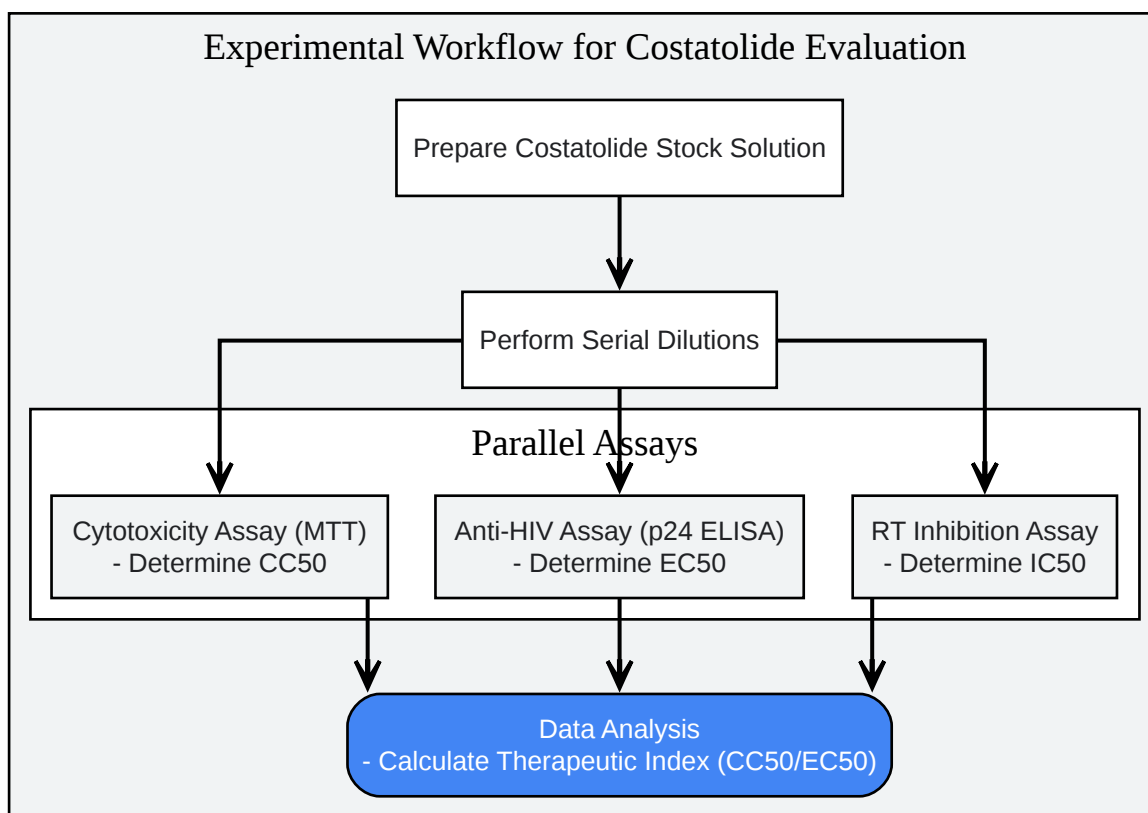 Experimental Workflow for Costatolide Evaluation
Prepare Costatolide Stock Solution
Perform Serial Dilutions
Parallel Assays
Cytotoxicity Assay (MTT)
- Determine CC50
Anti-HIV Assay (p24 ELISA)
- Determine EC50
RT Inhibition Assay
- Determine IC50
Data Analysis
- Calculate Therapeutic Index (CC50/EC50)